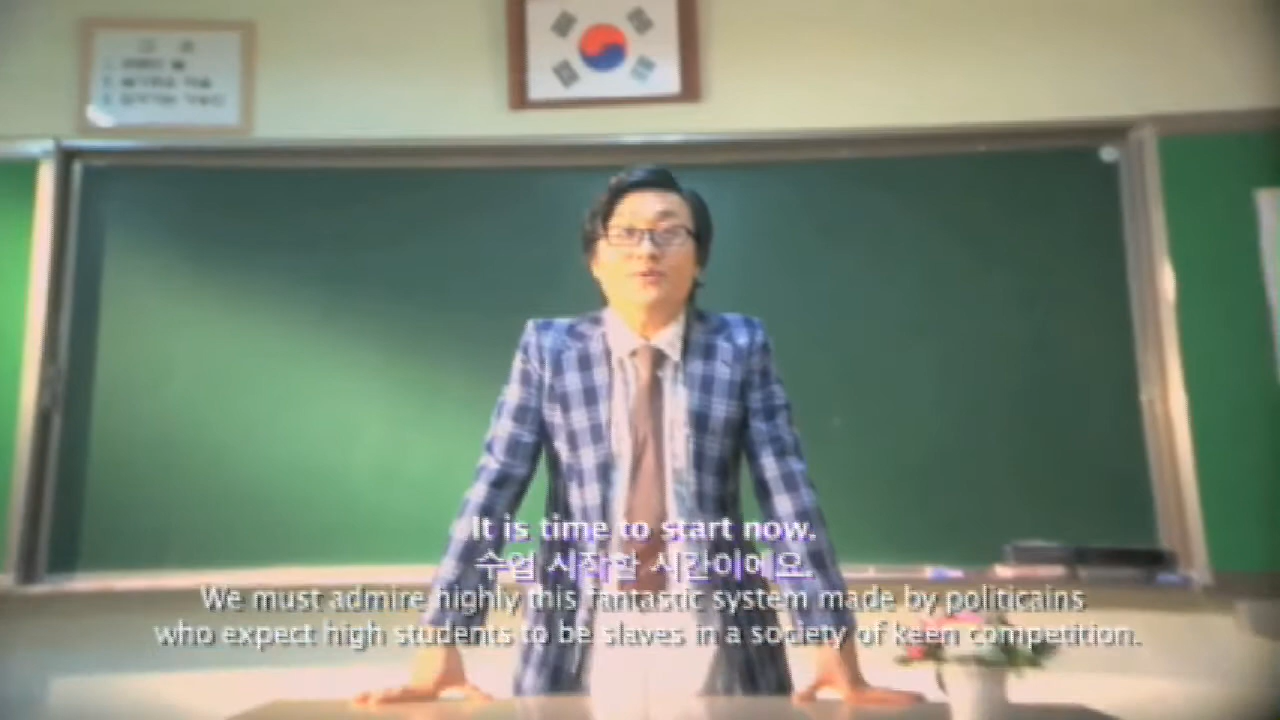 It is time to start now.
수업 시작할 시간이에요.
We must admire highly this fantastic system made by politicains
who expect high students to be slaves in a society of keen competition.